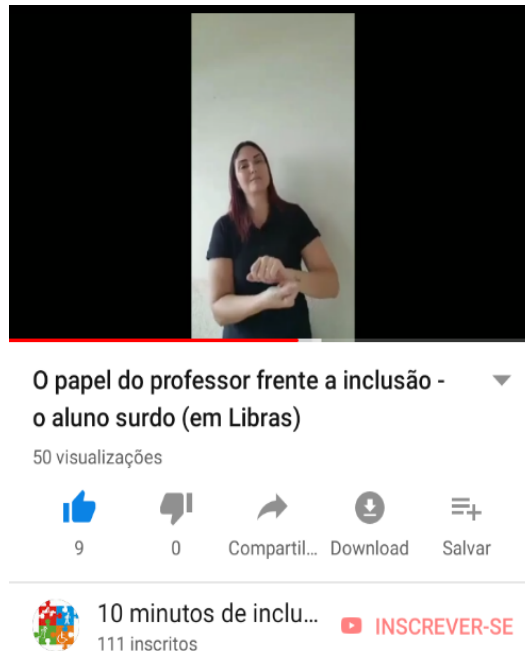 O papel do professor frente a inclusão -
o aluno surdo (em Libras)
50 visualizações
9 0 Compartil... Download Salvar
10 minutos de inclu... INSCREVER-SE
111 inscritos